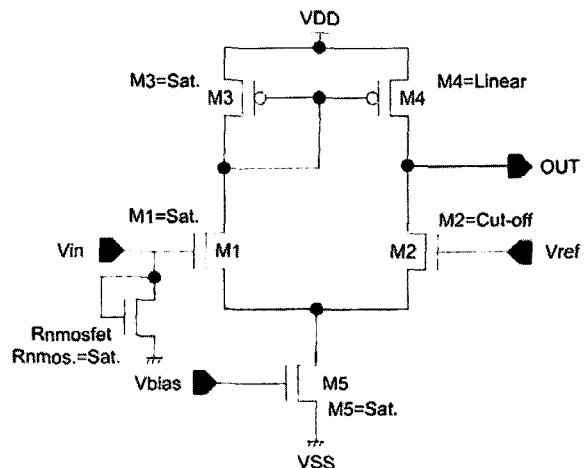 VDD
M3=Sat.
M3
M4
M4=Linear
OUT
M1=Sat.
M2=Cut-off
Vin
M1
M2
Vref
Rnmosfet
Rnmos.=Sat.
Vbias
M5
M5=Sat.
VSS